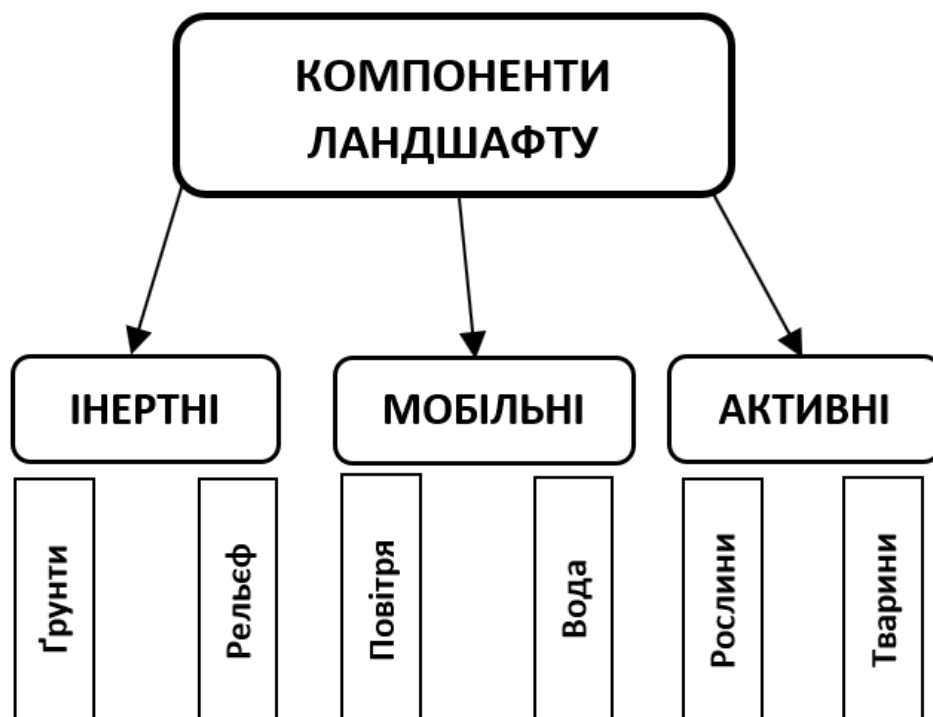 КОМПОНЕНТИ
ЛАНДШАФТУ
ІНЕРТНІ
МОБІЛЬНІ
АКТИВНІ
Ґрунти
Рельєф
Повітря
Вода
Рослини
Тварини